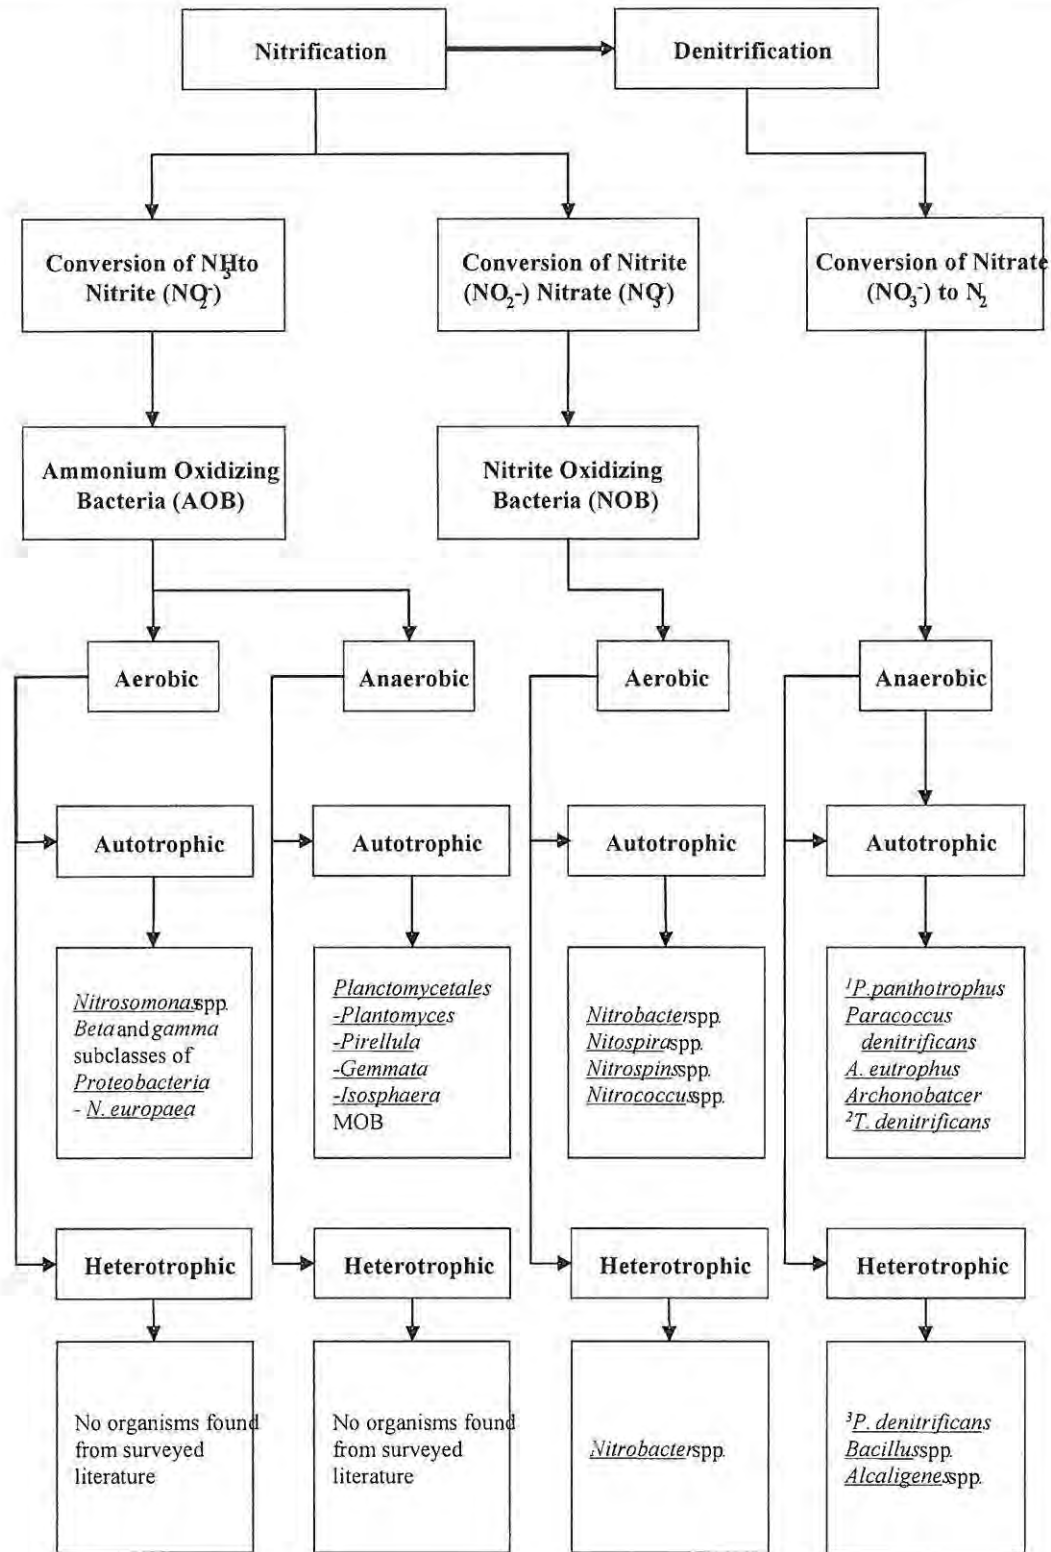 Nitrification
Denitrification
Conversion of NH₃to
Nitrite (NO₂⁻)
Conversion of Nitrite
(NO₂-) Nitrate (NO₃⁻)
Conversion of Nitrate
(NO₃⁻) to N₂
Ammonium Oxidizing
Bacteria (AOB)
Nitrite Oxidizing
Bacteria (NOB)
Aerobic
Anaerobic
Aerobic
Anaerobic
Autotrophic
Autotrophic
Autotrophic
Autotrophic
Nitrosomonas spp.
Beta and gamma
subclasses of
Proteobacteria
- N. europaea
Planctomycetales
-Plantomyces
-Pirellula
-Gemmata
-Isosphaera
MOB
Nitrobacter spp.
Nitospira spp.
Nitrospins spp.
Nitrococcus spp.
¹P.panthotrophus
Paracoccus
denitrificans
A. eutrophus
Archonobatcer
²T. denitrificans
Heterotrophic
Heterotrophic
Heterotrophic
Heterotrophic
No organisms found
from surveyed
literature
No organisms found
from surveyed
literature
Nitrobacter spp.
³P. denitrificans
Bacillus spp.
Alcaligenes spp.